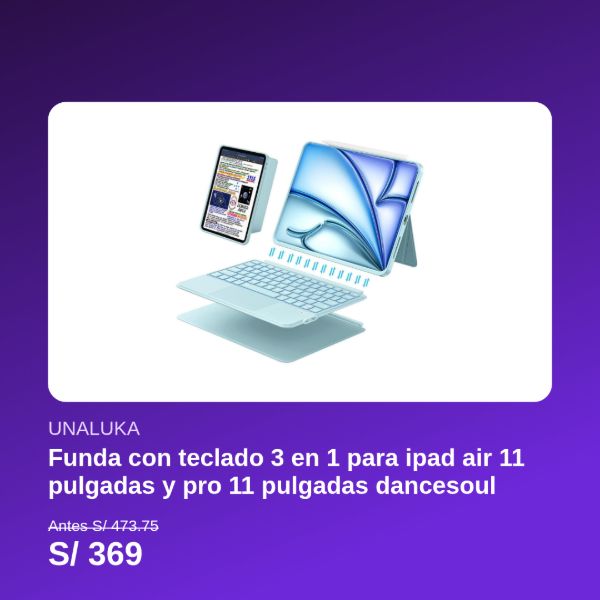 UNALUKA
Funda con teclado 3 en 1 para ipad air 11
pulgadas y pro 11 pulgadas dancesoul
Antes S/ 473.75
S/ 369